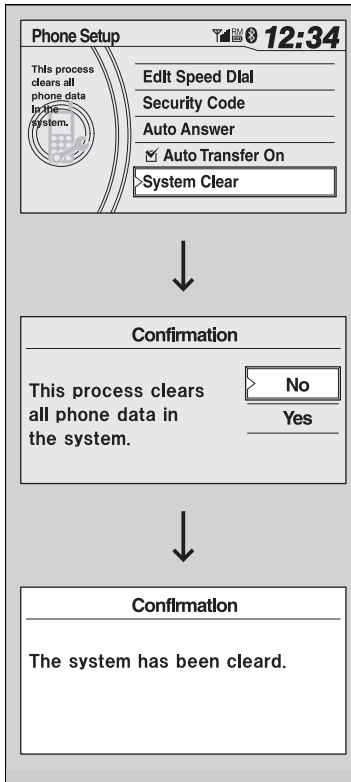 Phone Setup
RM
12:34
This process
clears all
phone data
in the
system.
Edit Speed Dial
Security Code
Auto Answer
Auto Transfer On
System Clear
Confirmation
This process clears
all phone data in
the system.
No
Yes
Confirmation
The system has been cleard.